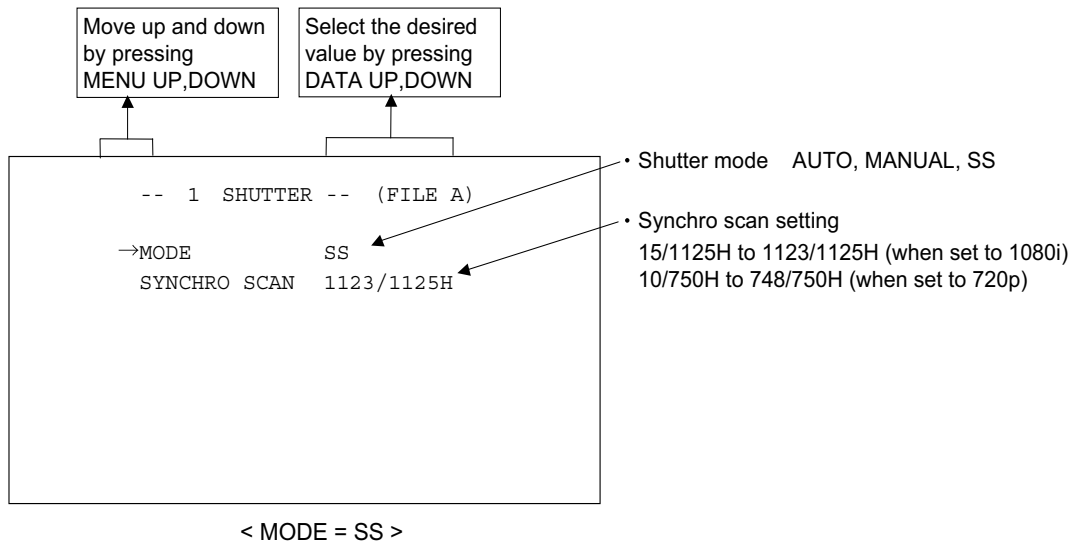 Move up and down
by pressing
MENU UP,DOWN
Select the desired
value by pressing
DATA UP,DOWN
-- 1 SHUTTER -- (FILE A)
→MODE SS
SYNCHRO SCAN 1123/1125H
・Shutter mode AUTO, MANUAL, SS
・Synchro scan setting
15/1125H to 1123/1125H (when set to 1080i)
10/750H to 748/750H (when set to 720p)
< MODE = SS >